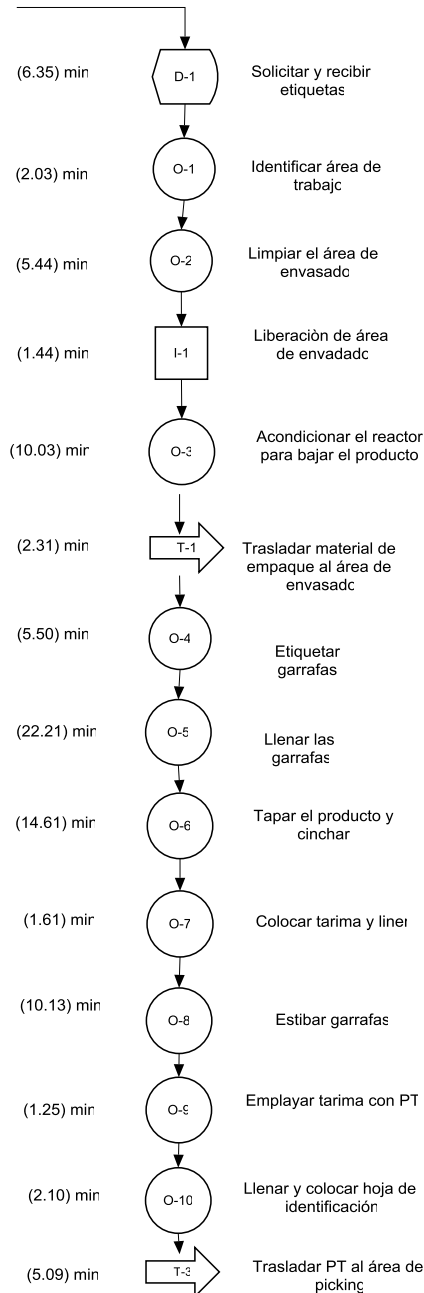 (6.35) min
D-1
Solicitar y recibir
etiquetas
(2.03) min
O-1
Identificar área de
trabajo
(5.44) min
O-2
Limpiar el área de
envasado
(1.44) min
I-1
Liberaciòn de área
de envadado
(10.03) min
O-3
Acondicionar el reactor
para bajar el producto
(2.31) min
T-1
Trasladar material de
empaque al área de
envasado
(5.50) min
O-4
Etiquetar
garrafas
(22.21) min
O-5
Llenar las
garrafas
(14.61) min
O-6
Tapar el producto y
cinchar
(1.61) min
O-7
Colocar tarima y liner
(10.13) min
O-8
Estibar garrafas
(1.25) min
O-9
Emplayar tarima con PT
(2.10) min
O-10
Llenar y colocar hoja de
identificación
(5.09) min
T-3
Trasladar PT al área de
picking